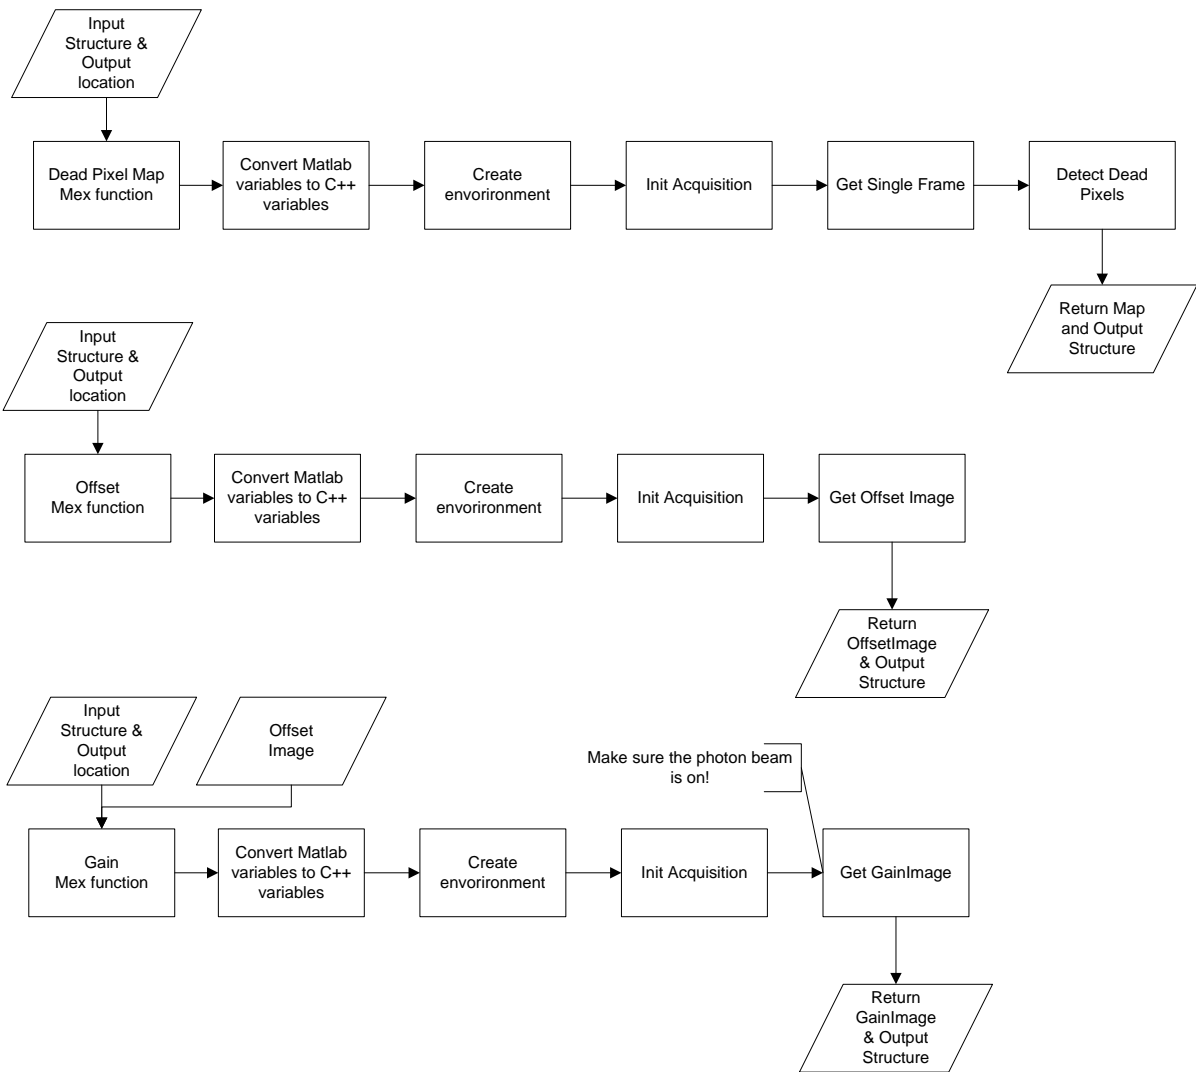 Input
Structure &
Output
location
Dead Pixel Map
Mex function
Convert Matlab
variables to C++
variables
Create
envorironment
Init Acquisition
Get Single Frame
Detect Dead
Pixels
Return Map
and Output
Structure
Input
Structure &
Output
location
Offset
Mex function
Convert Matlab
variables to C++
variables
Create
envorironment
Init Acquisition
Get Offset Image
Return
OffsetImage
& Output
Structure
Input
Structure &
Output
location
Offset
Image
Make sure the photon beam
is on!
Gain
Mex function
Convert Matlab
variables to C++
variables
Create
envorironment
Init Acquisition
Get GainImage
Return
GainImage
& Output
Structure